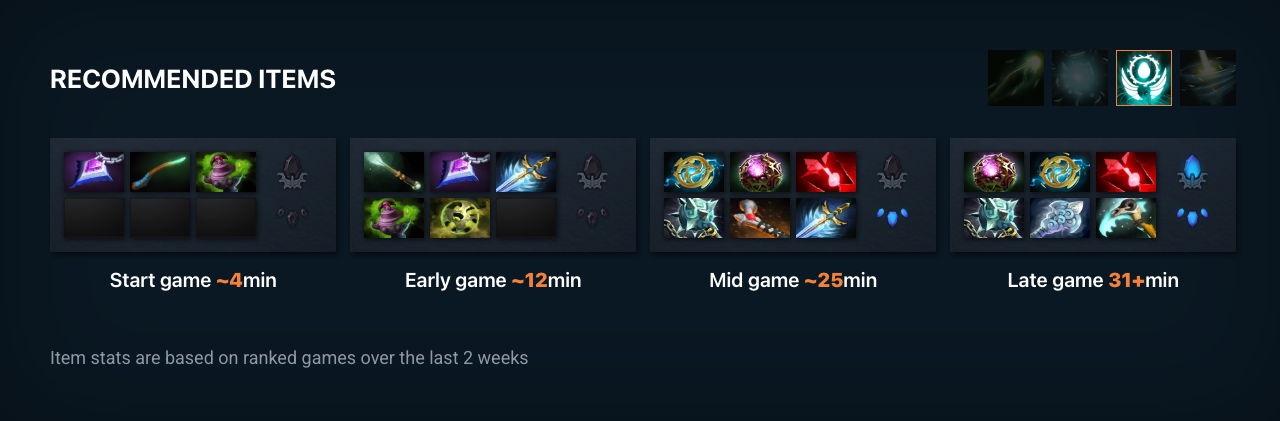 RECOMMENDED ITEMS
Start game ~4min
Early game ~12min
Mid game ~25min
Late game 31+min
Item stats are based on ranked games over the last 2 weeks